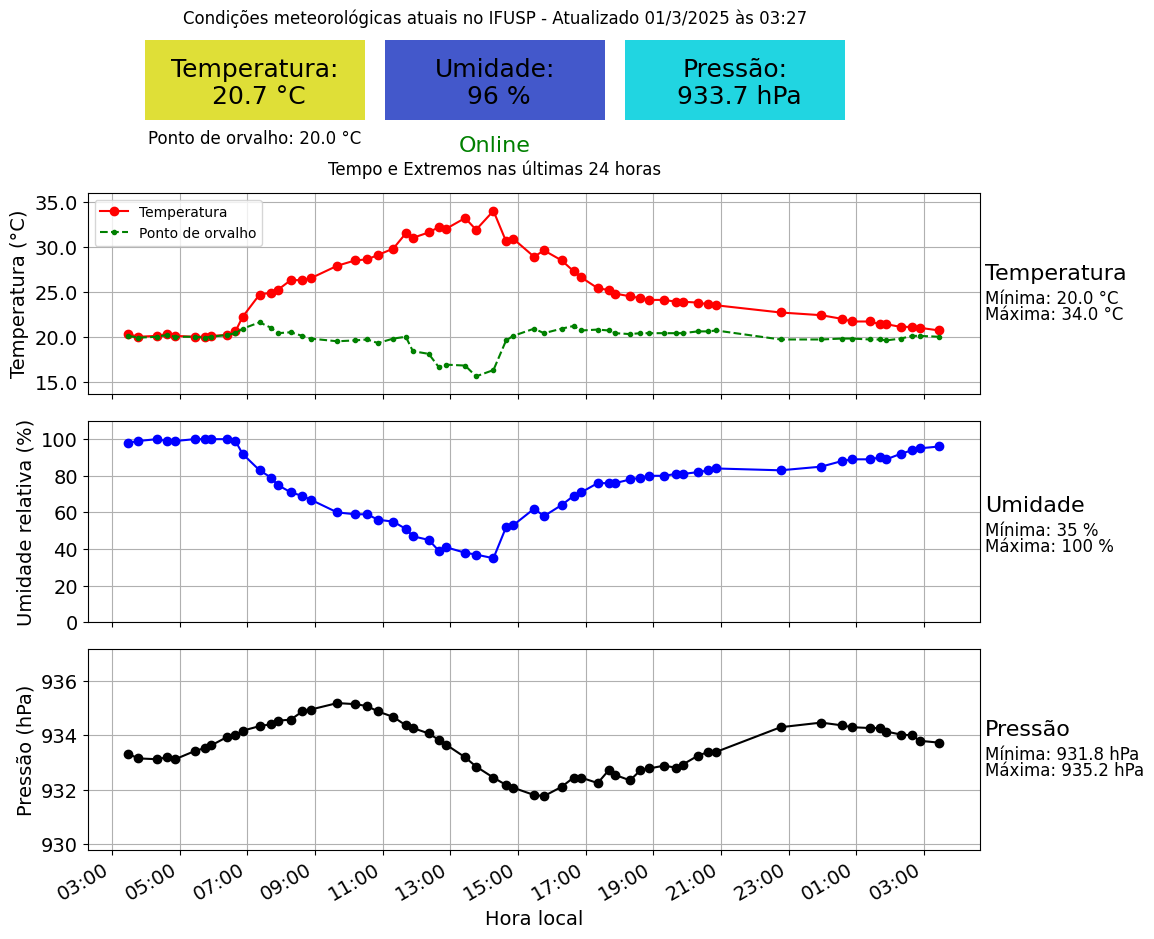 Condições meteorológicas atuais no IFUSP - Atualizado 01/3/2025 às 03:27
Temperatura:
20.7 °C
Umidade:
96 %
Pressão:
933.7 hPa
Ponto de orvalho: 20.0 °C
Online
Tempo e Extremos nas últimas 24 horas
Temperatura (°C)
35.0
30.0
25.0
20.0
15.0
Temperatura
Ponto de orvalho
Temperatura
Mínima: 20.0 °C
Máxima: 34.0 °C
Umidade relativa (%)
100
80
60
40
20
0
Umidade
Mínima: 35 %
Máxima: 100 %
Pressão (hPa)
936
934
932
930
Pressão
Mínima: 931.8 hPa
Máxima: 935.2 hPa
03:00
05:00
07:00
09:00
11:00
13:00
15:00
17:00
19:00
21:00
23:00
01:00
03:00
Hora local